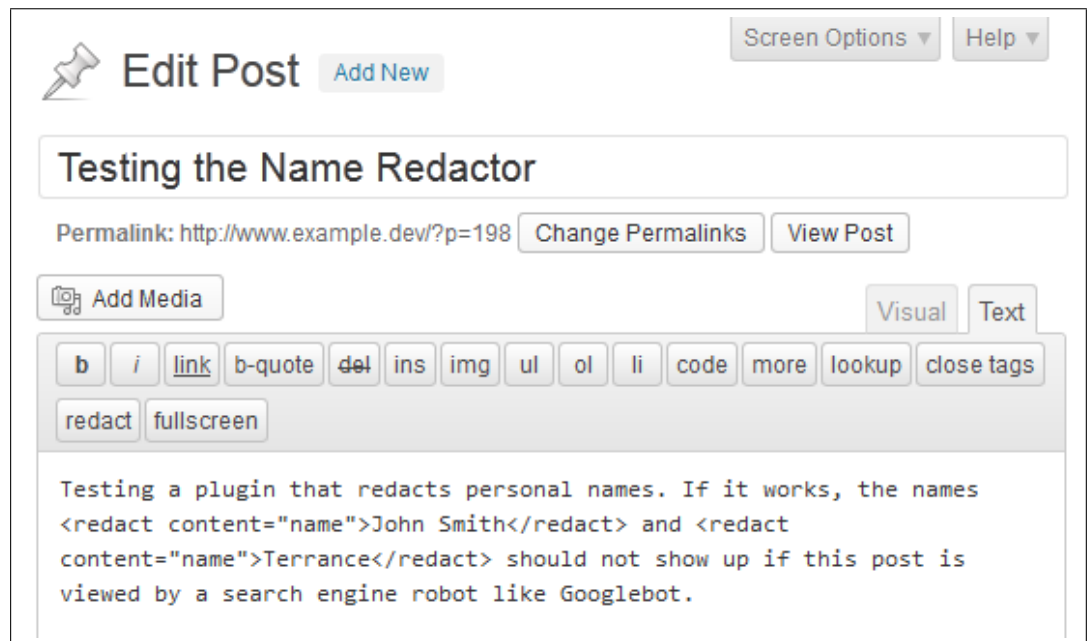 Screen Options Help
Edit Post Add New
Testing the Name Redactor
Permalink: http://www.example.dev/?p=198 Change Permalinks View Post
Add Media
Visual Text
b i link b-quote del ins img ul ol li code more lookup close tags
redact fullscreen
Testing a plugin that redacts personal names. If it works, the names
<redact content="name">John Smith</redact> and <redact
content="name">Terrance</redact> should not show up if this post is
viewed by a search engine robot like Googlebot.